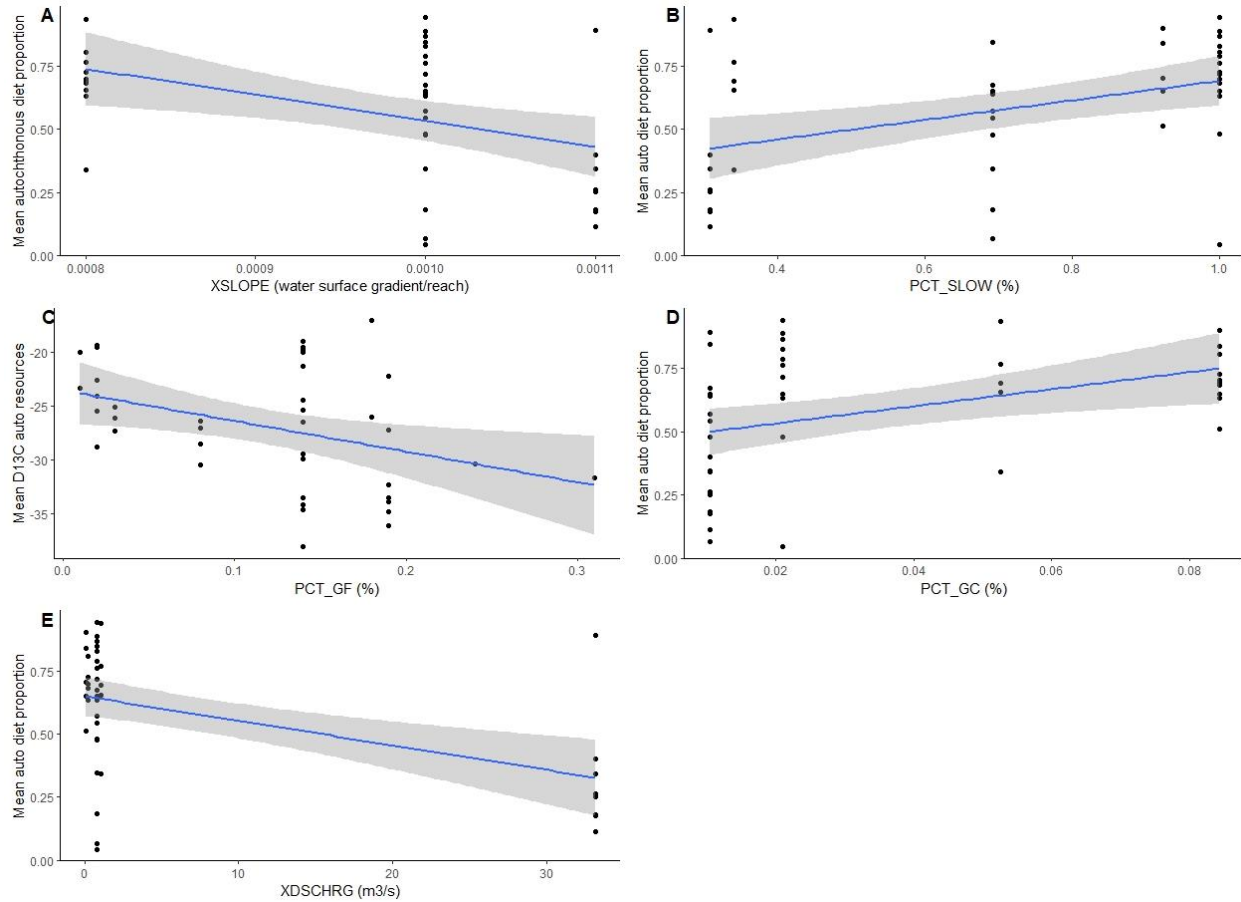 A
Mean autochthonous diet proportion
0.75
0.50
0.25
0.00
0.0008 0.0009 0.0010 0.0011
XSLOPE (water surface gradient/reach)
B
Mean auto diet proportion
0.75
0.50
0.25
0.00
0.4 0.6 0.8 1.0
PCT_SLOW (%)
C
Mean D13C auto resources
-20
-25
-30
-35
0.0 0.1 0.2 0.3
PCT_GF (%)
D
Mean auto diet proportion
0.75
0.50
0.25
0.00
0.02 0.04 0.06 0.08
PCT_GC (%)
E
Mean auto diet proportion
0.75
0.50
0.25
0.00
0 10 20 30
XDSCHRG (m3/s)